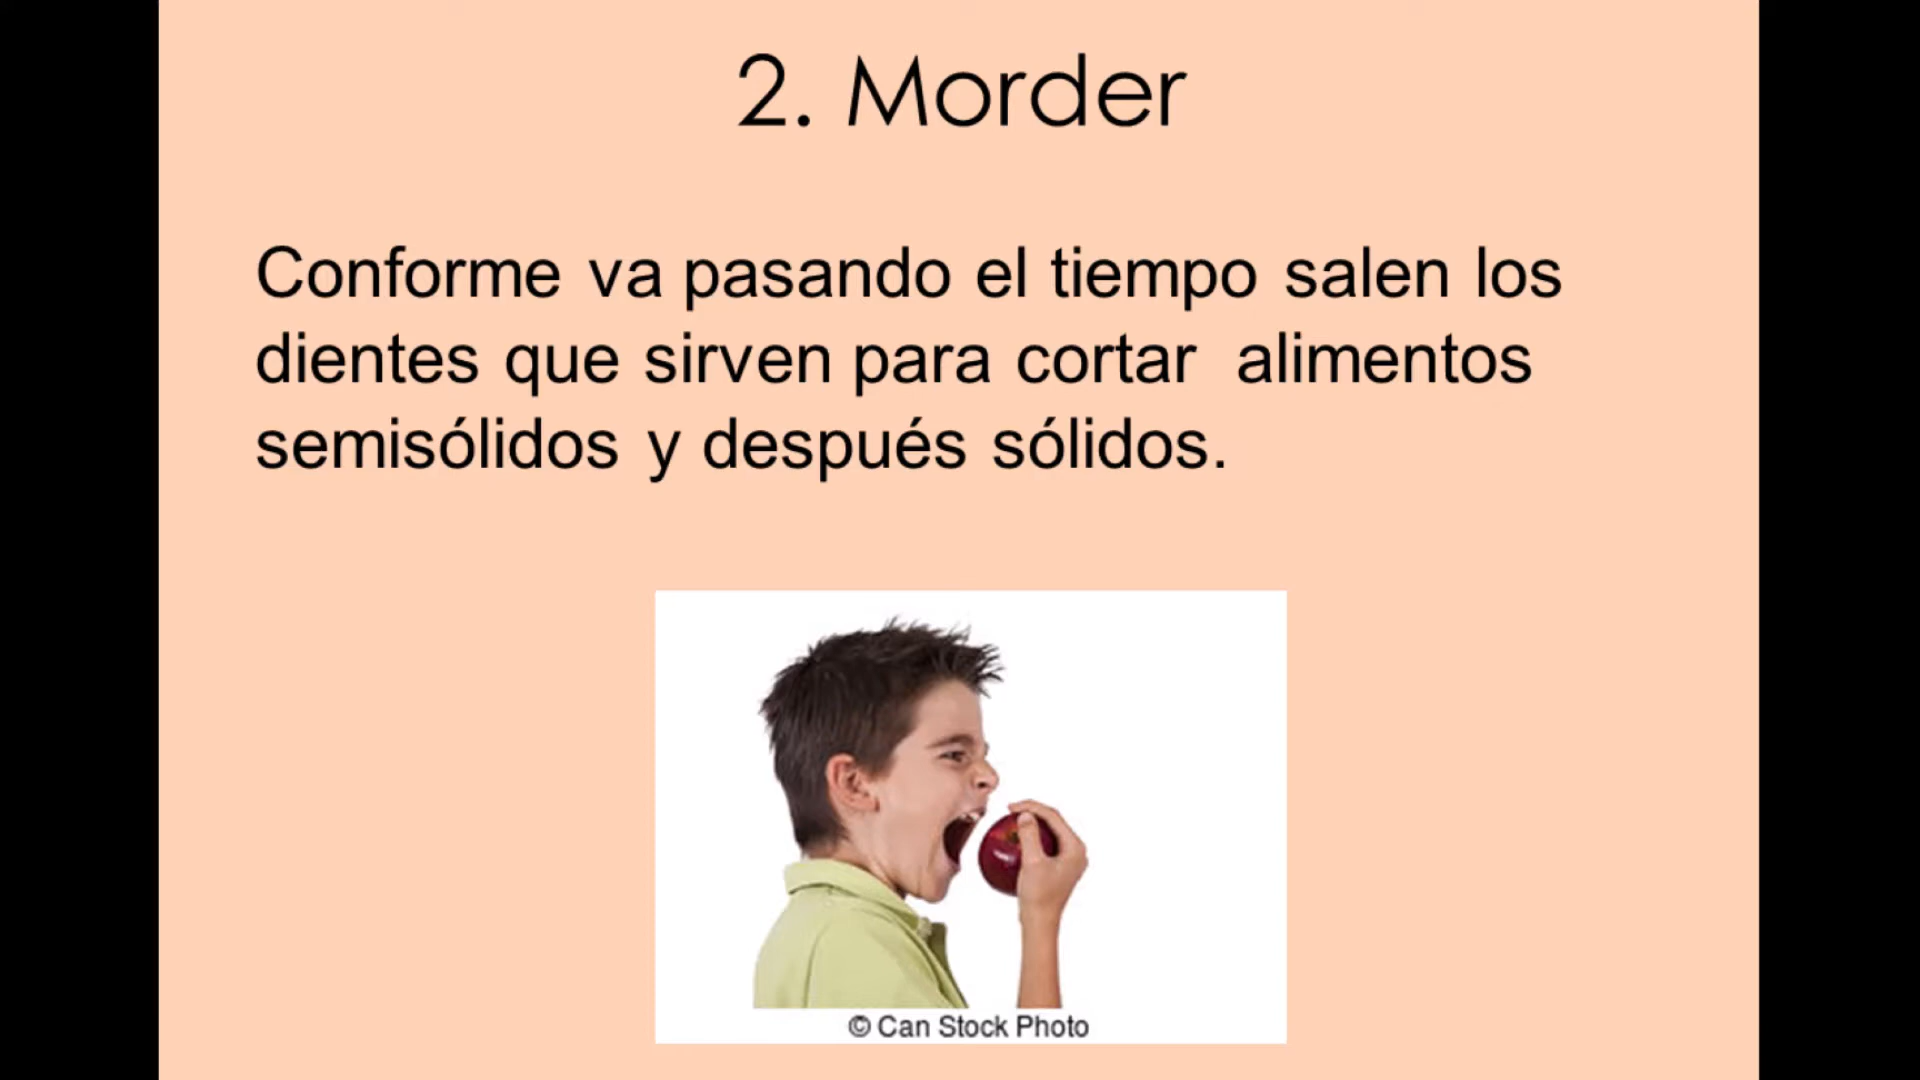 2. Morder
Conforme va pasando el tiempo salen los
dientes que sirven para cortar alimentos
semisólidos y después sólidos.
© Can Stock Photo